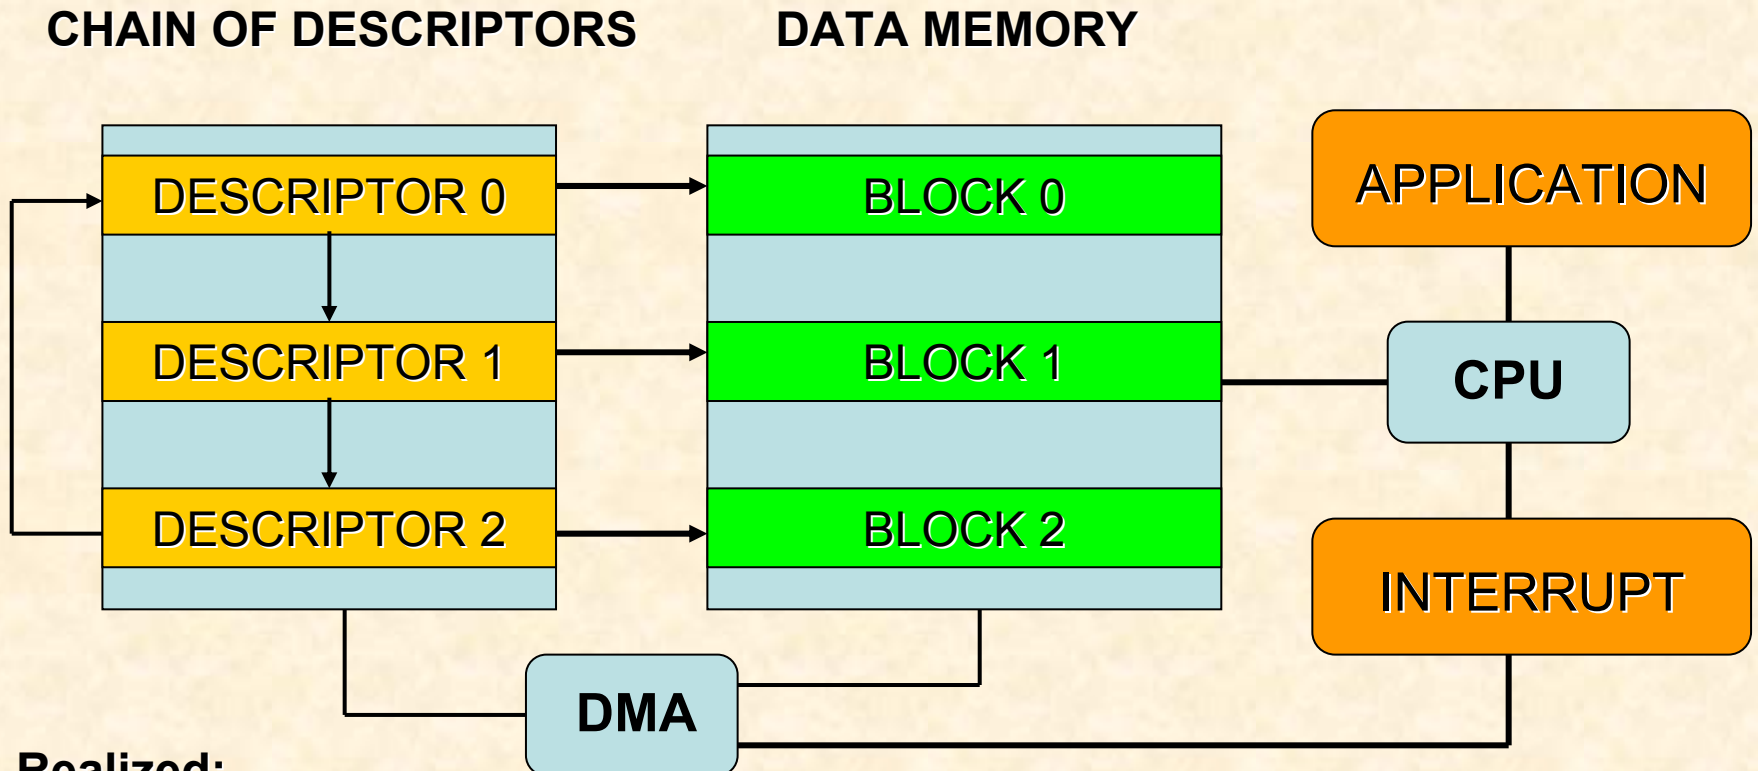 CHAIN OF DESCRIPTORS
DATA MEMORY
DESCRIPTOR 0
BLOCK 0
APPLICATION
DESCRIPTOR 1
BLOCK 1
CPU
DESCRIPTOR 2
BLOCK 2
INTERRUPT
DMA
Realized: